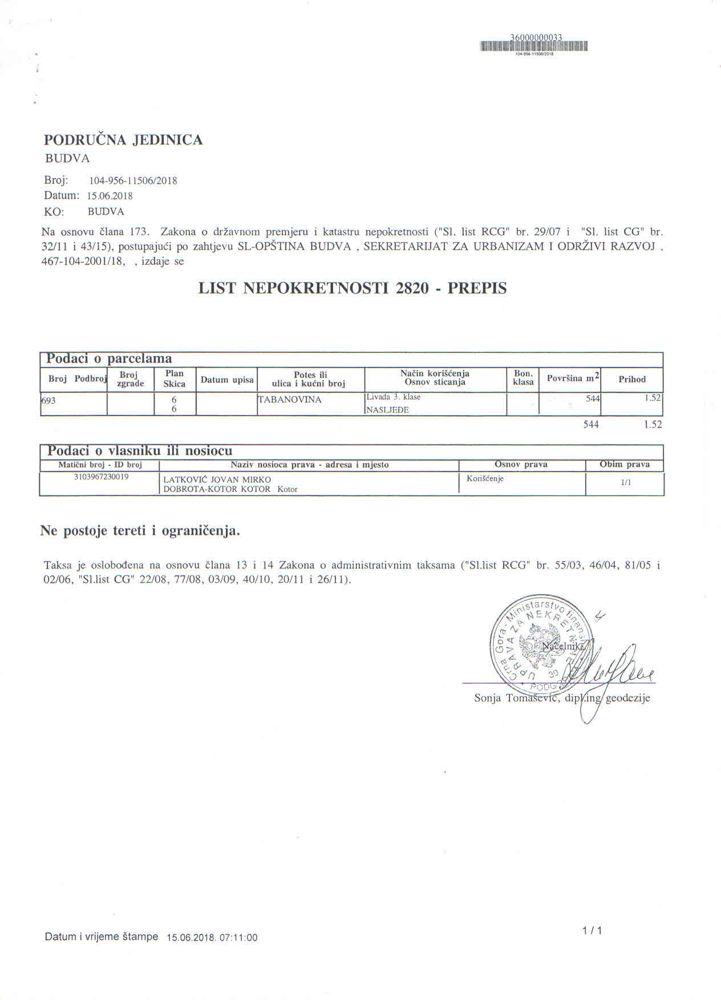 36000000033
104-956-11506/2018
PODRUČNA JEDINICA
BUDVA
Broj: 104-956-11506/2018
Datum: 15.06.2018
KO: BUDVA
Na osnovu člana 173. Zakona o državnom premjeru i katastru nepokretnosti ("Sl. list RCG" br. 29/07 i "Sl. list CG" br.
32/11 i 43/15), postupajući po zahtjevu SL-OPŠTINA BUDVA , SEKRETARIJAT ZA URBANIZAM I ODRŽIVI RAZVOJ ,
467-104-2001/18, , izdaje se
LIST NEPOKRETNOSTI 2820 - PREPIS
Podaci o parcelama
Broj Podbroj Broj zgrade Plan Skica Datum upisa Potes ili ulica i kućni broj Način korišćenja Osnov sticanja Bon. klasa Površina m2 Prihod
693 6 TABANOVINA Livada 3. klase 544 1.52
6 NASLJEĐE
544 1.52
Podaci o vlasniku ili nosiocu
Matični broj - ID broj Naziv nosioca prava - adresa i mjesto Osnov prava Obim prava
3103967230019 LATKOVIĆ JOVAN MIRKO Korišćenje 1/1
DOBROTA-KOTOR KOTOR Kotor
Ne postoje tereti i ograničenja.
Taksa je oslobođena na osnovu člana 13 i 14 Zakona o administrativnim taksama ("Sl.list RCG" br. 55/03, 46/04, 81/05 i
02/06, "Sl.list CG" 22/08, 77/08, 03/09, 40/10, 20/11 i 26/11).
Crna Gora - Ministarstvo finansi
UPRAVA ZA NEKRETNINE
39
PODG
Načelnik
Sonja Tomašević, dipl.ing geodezije
Datum i vrijeme štampe 15.06.2018. 07:11:00
1 / 1